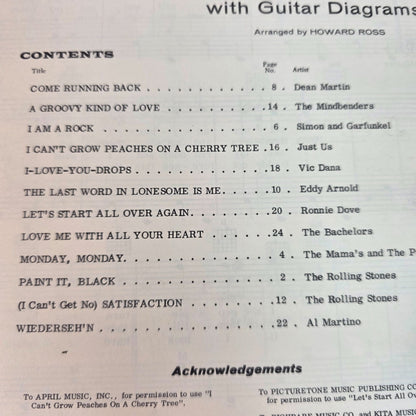 with Guitar Diagrams
Arranged by HOWARD ROSS
CONTENTS
Title Page No. Artist
COME RUNNING BACK . . . . . . . . . . . . . 8 . Dean Martin
A GROOVY KIND OF LOVE . . . . . . . . . . . 14 . The Mindbenders
I AM A ROCK . . . . . . . . . . . . . . . . 6 . Simon and Garfunkel
I CAN'T GROW PEACHES ON A CHERRY TREE . 16 . Just Us
I-LOVE-YOU-DROPS . . . . . . . . . . . . . 18 . Vic Dana
THE LAST WORD IN LONESOME IS ME. . . . . 10 . Eddy Arnold
LET'S START ALL OVER AGAIN. . . . . . . . 20 . Ronnie Dove
LOVE ME WITH ALL YOUR HEART . . . . . . . 24 . The Bachelors
MONDAY, MONDAY. . . . . . . . . . . . . . 4 . The Mama's and The P
PAINT IT, BLACK . . . . . . . . . . . . . . 2 . The Rolling Stones
(I Can't Get No) SATISFACTION . . . . . . . 12 . The Rolling Stones
WIEDERSEH'N . . . . . . . . . . . . . . . . 22 . Al Martino
Acknowledgements
To APRIL MUSIC, INC., for permission to use "I
Can't Grow Peaches On A Cherry Tree",
To PICTURETONE MUSIC PUBLISHING CO
for permission to use "Let's Start All O
MUSIC CO. and KITA MUSI